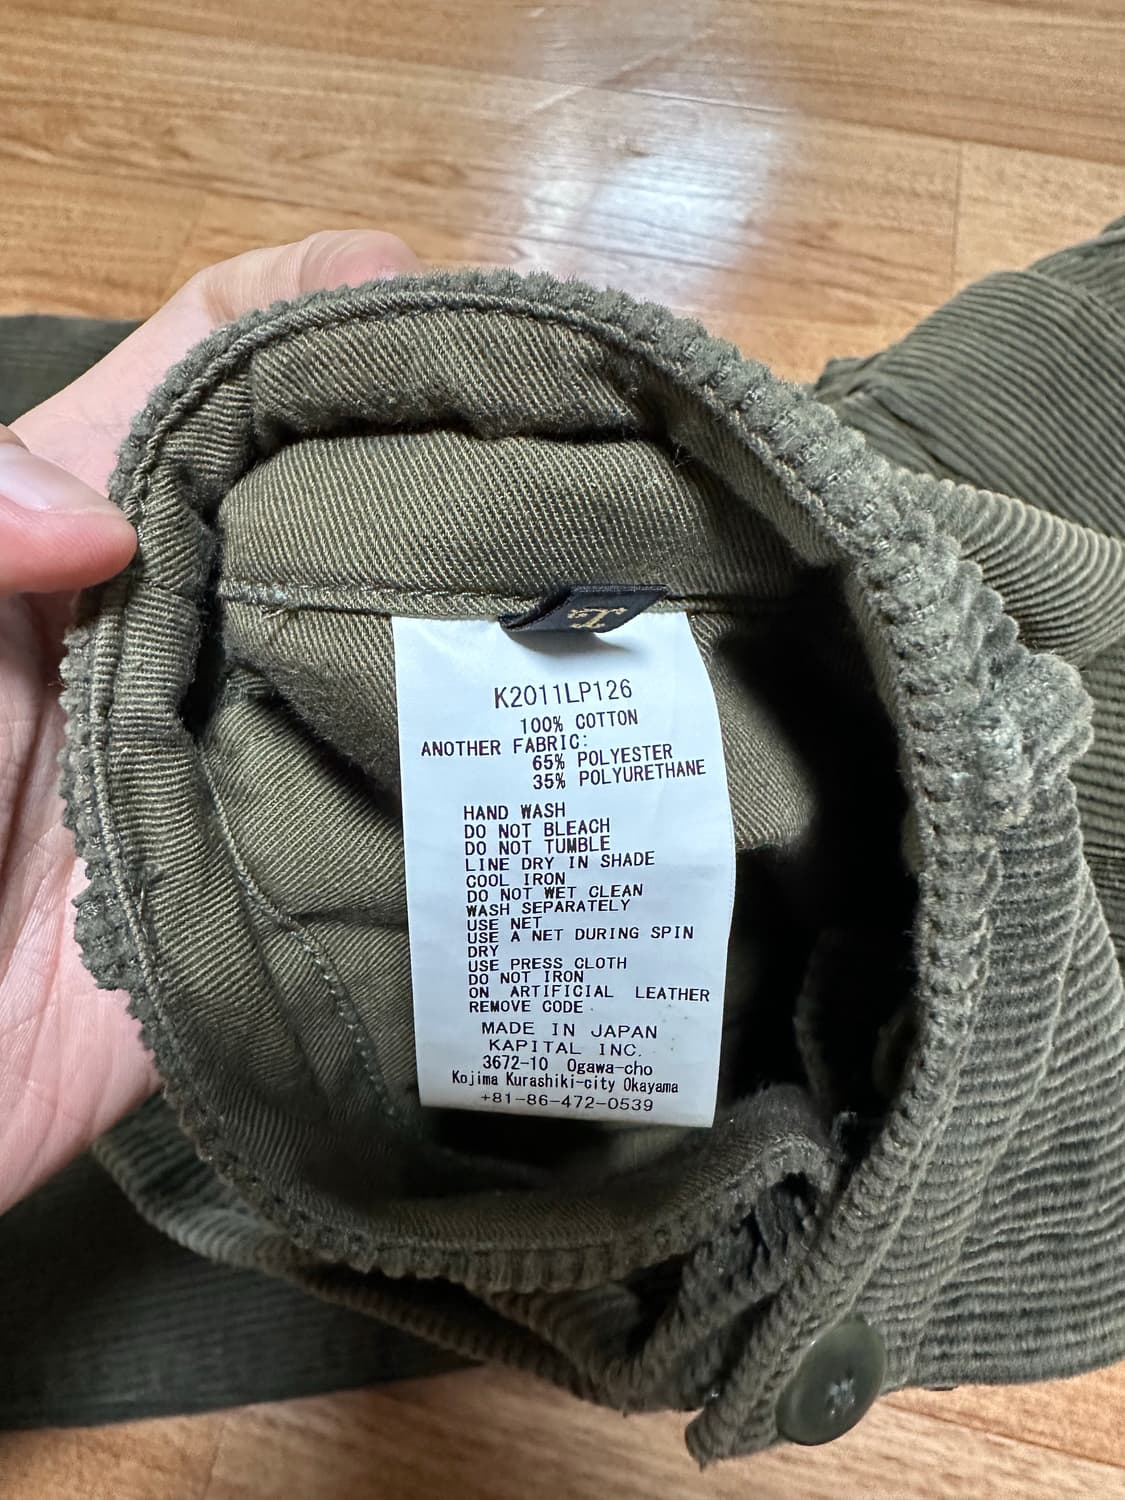 K2011LP126
100% COTTON
ANOTHER FABRIC:
65% POLYESTER
35% POLYURETHANE
HAND WASH
DO NOT BLEACH
DO NOT TUMBLE
LINE DRY IN SHADE
COOL IRON
DO NOT WET CLEAN
WASH SEPARATELY
USE NET
USE A NET DURING SPIN
DRY
USE PRESS CLOTH
DO NOT IRON
ON ARTIFICIAL LEATHER
REMOVE CODE
MADE IN JAPAN
KAPITAL INC.
3672-10 Ogawa-cho
Kojima Kurashiki-city Okayama
+81-86-472-0539